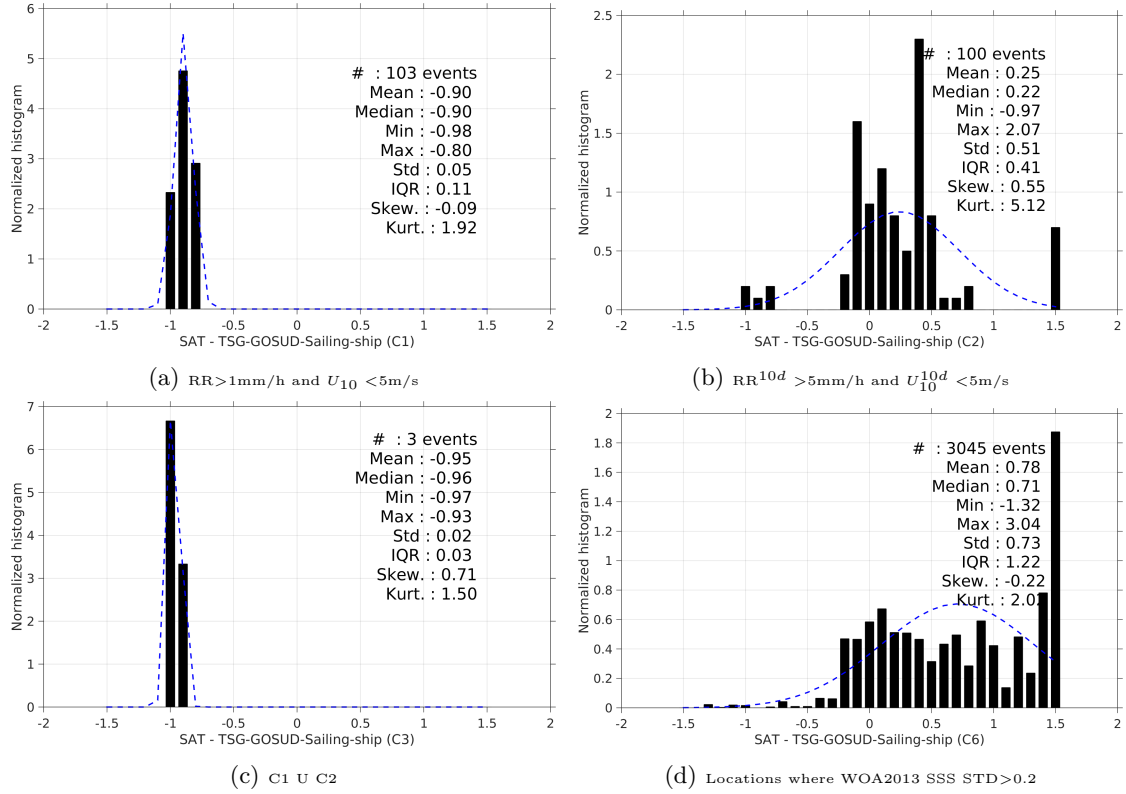 6
5
4
3
2
1
0
-2
-1.5
-1
-0.5
0
0.5
1
1.5
2
Normalized histogram
# : 103 events
Mean : -0.90
Median : -0.90
Min : -0.98
Max : -0.80
Std : 0.05
IQR : 0.11
Skew. : -0.09
Kurt. : 1.92
SAT - TSG-GOSUD-Sailing-ship (C1)
(a) RR>1mm/h and U10 <5m/s
2.5
2
1.5
1
0.5
0
-2
-1.5
-1
-0.5
0
0.5
1
1.5
2
Normalized histogram
# : 100 events
Mean : 0.25
Median : 0.22
Min : -0.97
Max : 2.07
Std : 0.51
IQR : 0.41
Skew. : 0.55
Kurt. : 5.12
SAT - TSG-GOSUD-Sailing-ship (C2)
(b) RR10d >5mm/h and U10 10d <5m/s
7
6
5
4
3
2
1
0
-2
-1.5
-1
-0.5
0
0.5
1
1.5
2
Normalized histogram
# : 3 events
Mean : -0.95
Median : -0.96
Min : -0.97
Max : -0.93
Std : 0.02
IQR : 0.03
Skew. : 0.71
Kurt. : 1.50
SAT - TSG-GOSUD-Sailing-ship (C3)
(c) C1 U C2
2
1.8
1.6
1.4
1.2
1
0.8
0.6
0.4
0.2
0
-2
-1.5
-1
-0.5
0
0.5
1
1.5
2
Normalized histogram
# : 3045 events
Mean : 0.78
Median : 0.71
Min : -1.32
Max : 3.04
Std : 0.73
IQR : 1.22
Skew. : -0.22
Kurt. : 2.02
SAT - TSG-GOSUD-Sailing-ship (C6)
(d) Locations where WOA2013 SSS STD>0.2